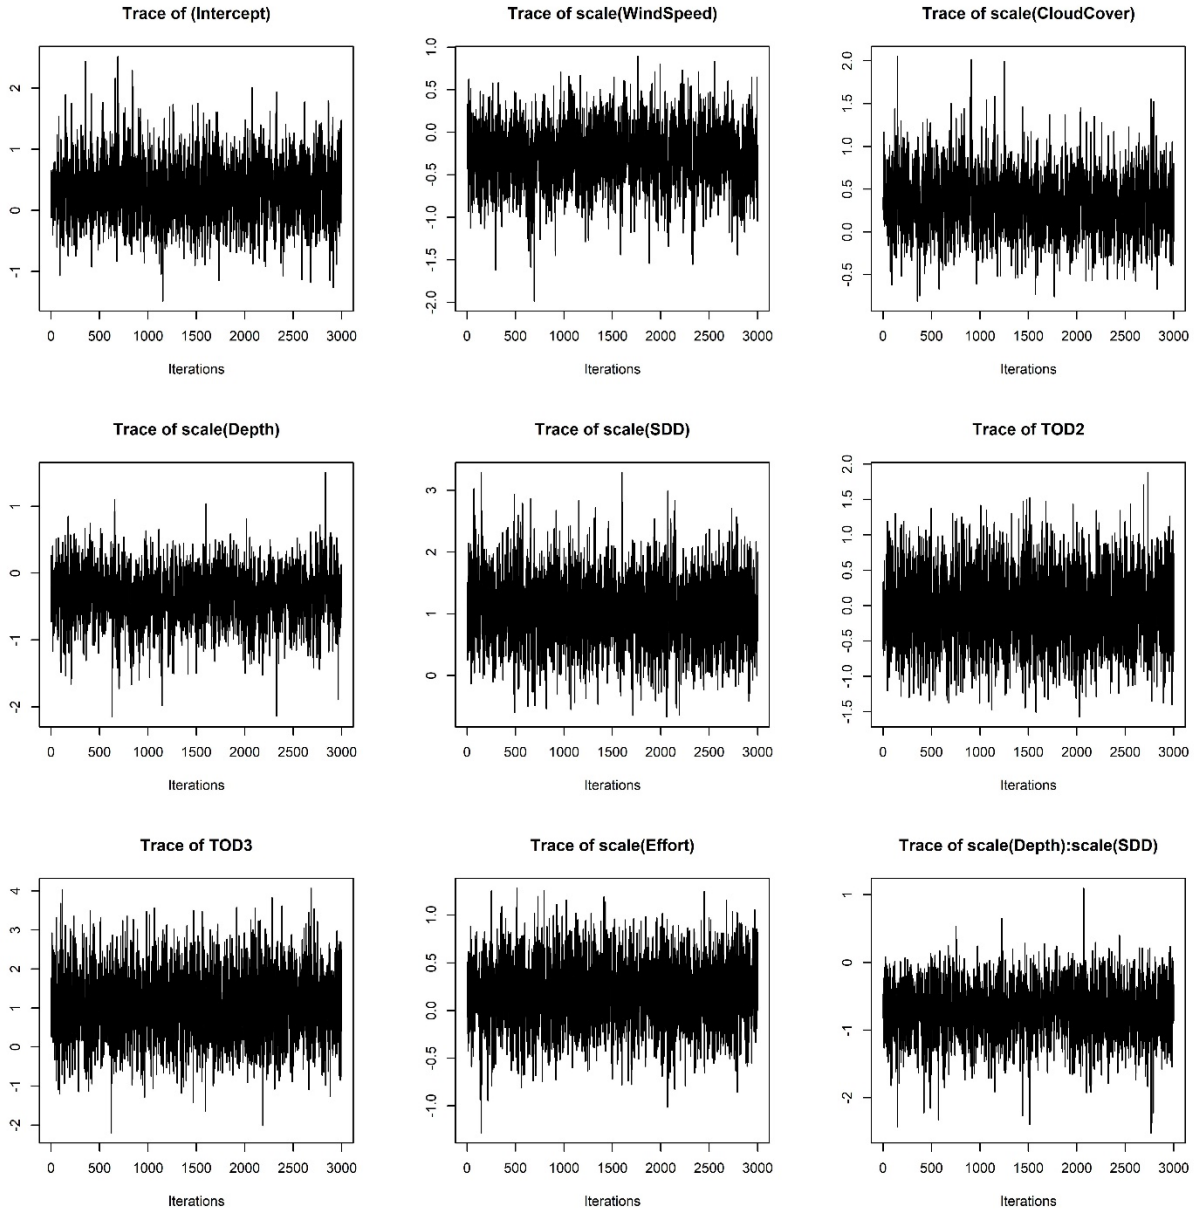 Trace of (Intercept)
2
1
0
-1
0 500 1000 1500 2000 2500 3000
Iterations
Trace of scale(WindSpeed)
1.0
0.5
0.0
-0.5
-1.0
-1.5
-2.0
0 500 1000 1500 2000 2500 3000
Iterations
Trace of scale(CloudCover)
2.0
1.5
1.0
0.5
0.0
-0.5
0 500 1000 1500 2000 2500 3000
Iterations
Trace of scale(Depth)
1
0
-1
-2
0 500 1000 1500 2000 2500 3000
Iterations
Trace of scale(SDD)
3
2
1
0
0 500 1000 1500 2000 2500 3000
Iterations
Trace of TOD2
2.0
1.5
1.0
0.5
0.0
-0.5
-1.0
-1.5
0 500 1000 1500 2000 2500 3000
Iterations
Trace of TOD3
4
3
2
1
0
-1
-2
0 500 1000 1500 2000 2500 3000
Iterations
Trace of scale(Effort)
1.0
0.5
0.0
-0.5
-1.0
0 500 1000 1500 2000 2500 3000
Iterations
Trace of scale(Depth):scale(SDD)
1
0
-1
-2
0 500 1000 1500 2000 2500 3000
Iterations